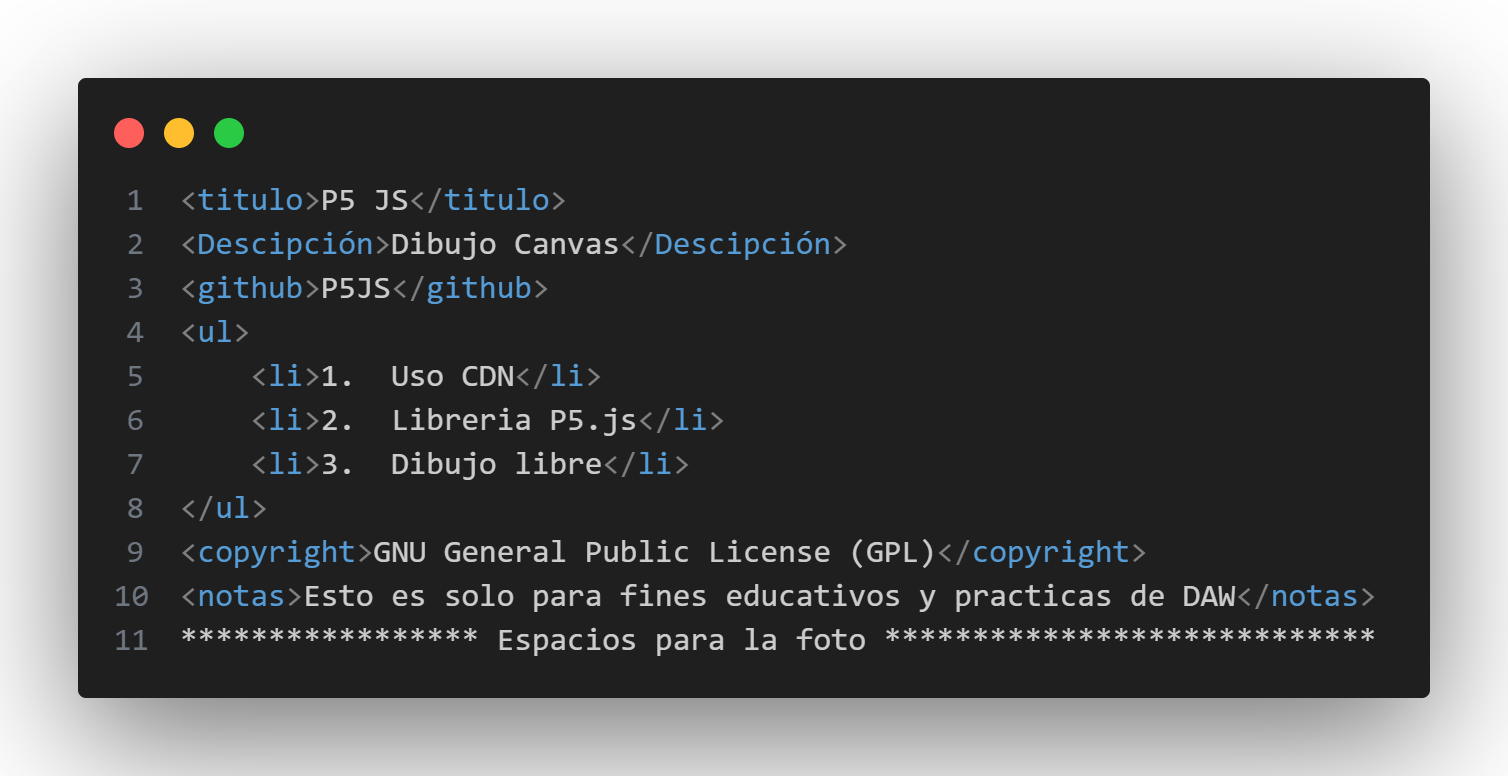 1 <titulo>P5 JS</titulo>
2 <Descipción>Dibujo Canvas</Descipción>
3 <github>P5JS</github>
4 <ul>
5     <li>1.  Uso CDN</li>
6     <li>2.  Libreria P5.js</li>
7     <li>3.  Dibujo libre</li>
8 </ul>
9 <copyright>GNU General Public License (GPL)</copyright>
10 <notas>Esto es solo para fines educativos y practicas de DAW</notas>
11 ***************** Espacios para la foto ****************************